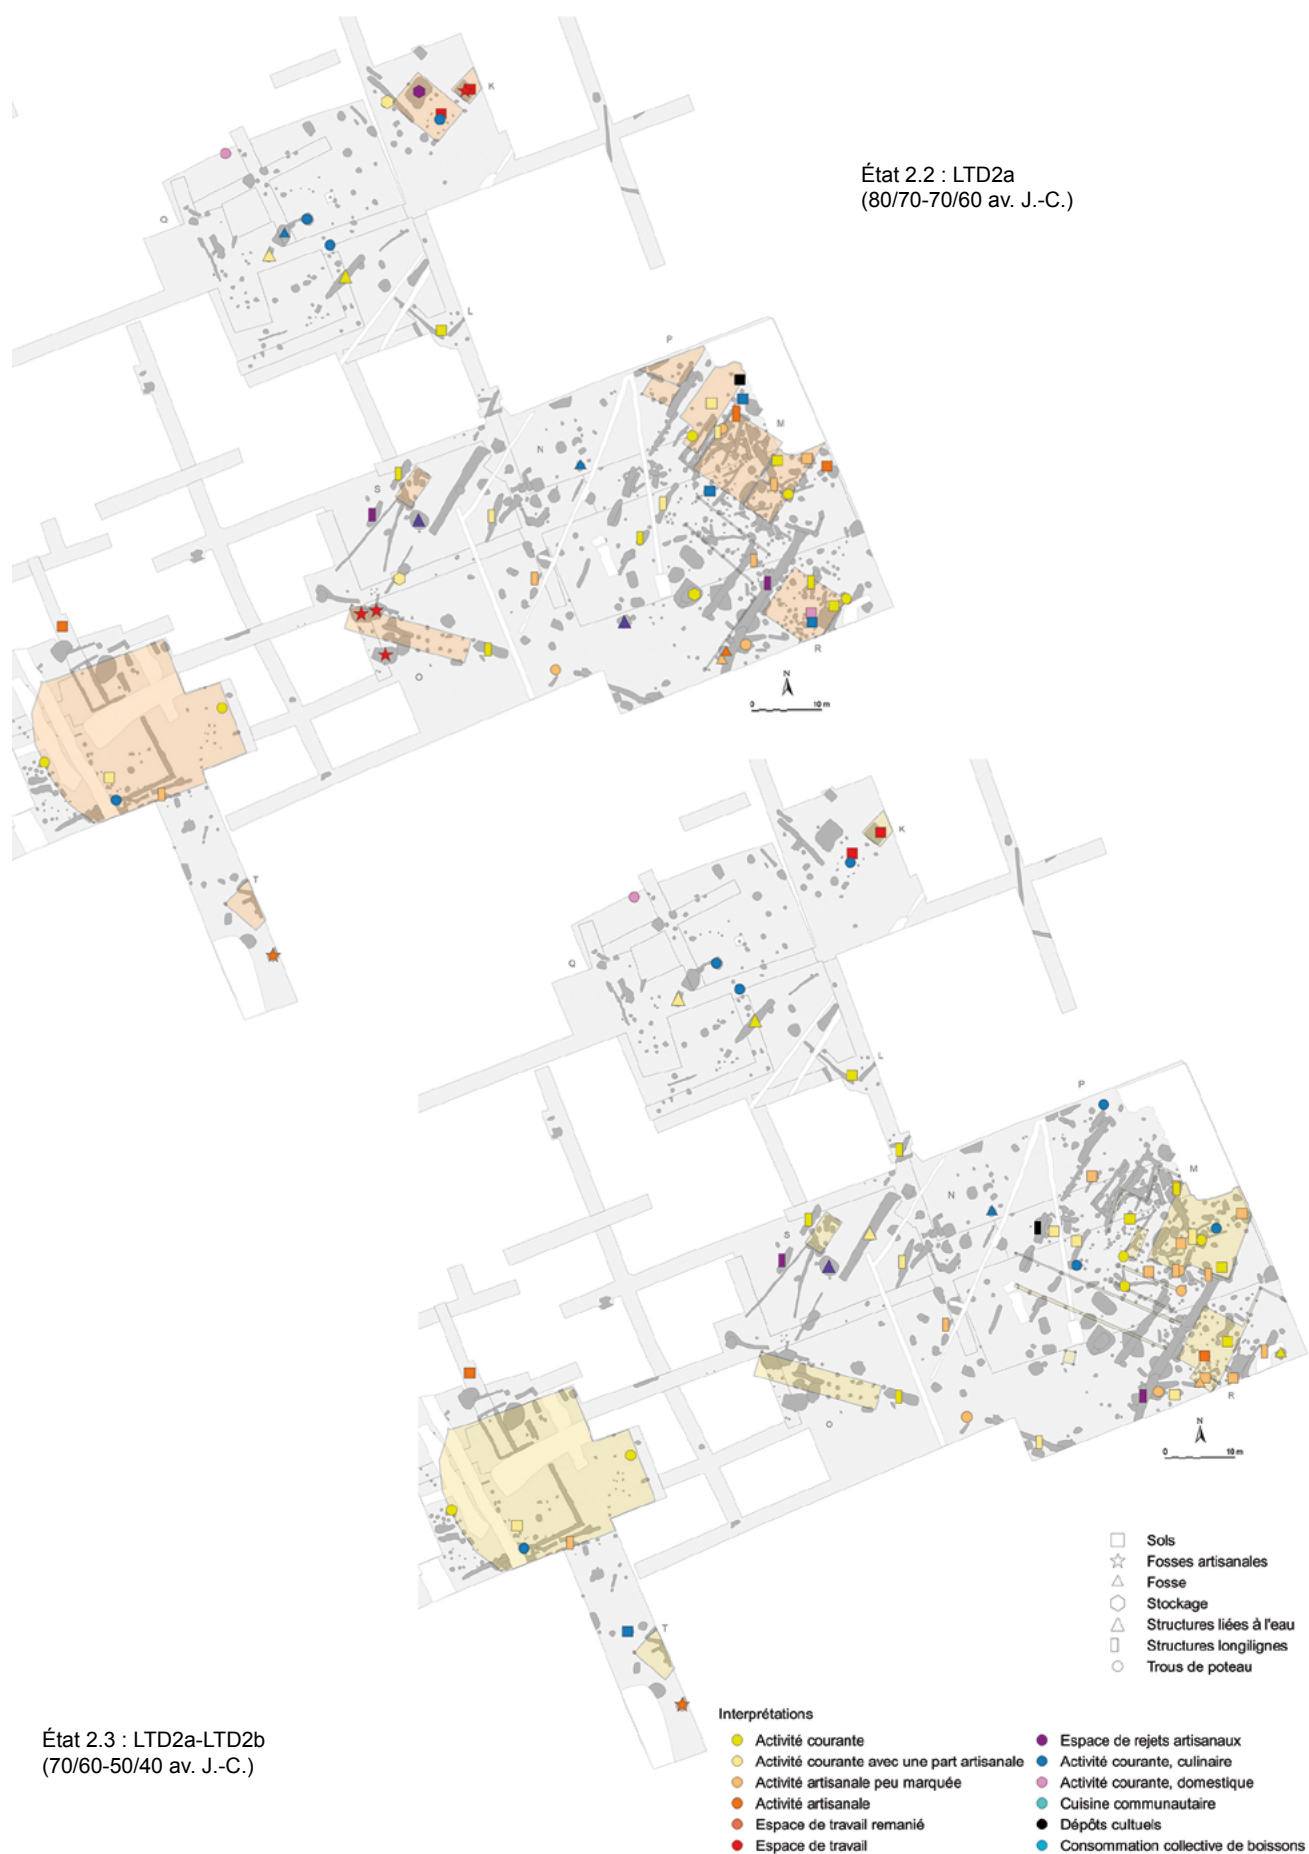 K
État 2.2 : LTD2a
(80/70-70/60 av. J.-C.)
Q
L
P
M
N
S
R
O
N
0 10 m
T
K
Q
L
P
M
N
S
R
O
N
0 10 m
T
Sols
Fosses artisanales
Fosse
Stockage
Structures liées à l'eau
Structures longilignes
Trous de poteau
État 2.3 : LTD2a-LTD2b
(70/60-50/40 av. J.-C.)
Interprétations
Activité courante
Activité courante avec une part artisanale
Activité artisanale peu marquée
Activité artisanale
Espace de travail remanié
Espace de travail
Espace de rejets artisanaux
Activité courante, culinaire
Activité courante, domestique
Cuisine communautaire
Dépôts cultuels
Consommation collective de boissons